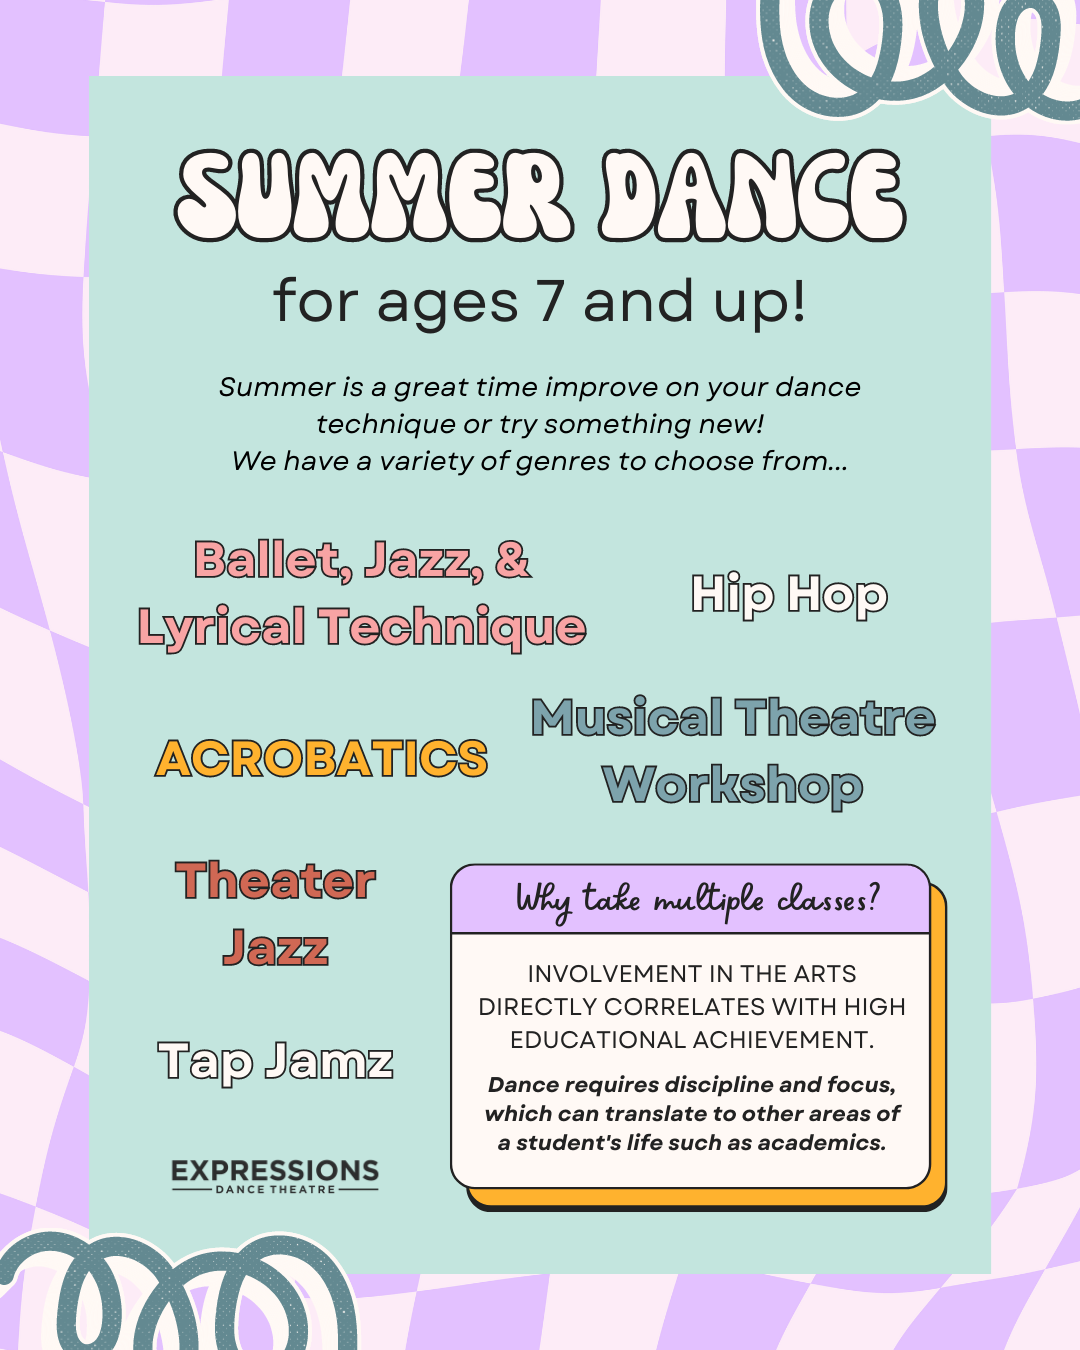 SUMMER DANCE
for ages 7 and up!
Summer is a great time improve on your dance
technique or try something new!
We have a variety of genres to choose from...
Ballet, Jazz, &
Lyrical Technique
Hip Hop
ACROBATICS
Musical Theatre
Workshop
Theater
Jazz
Tap Jamz
Why take multiple classes?
INVOLVEMENT IN THE ARTS
DIRECTLY CORRELATES WITH HIGH
EDUCATIONAL ACHIEVEMENT.
Dance requires discipline and focus,
which can translate to other areas of
a student's life such as academics.
EXPRESSIONS
DANCE THEATRE